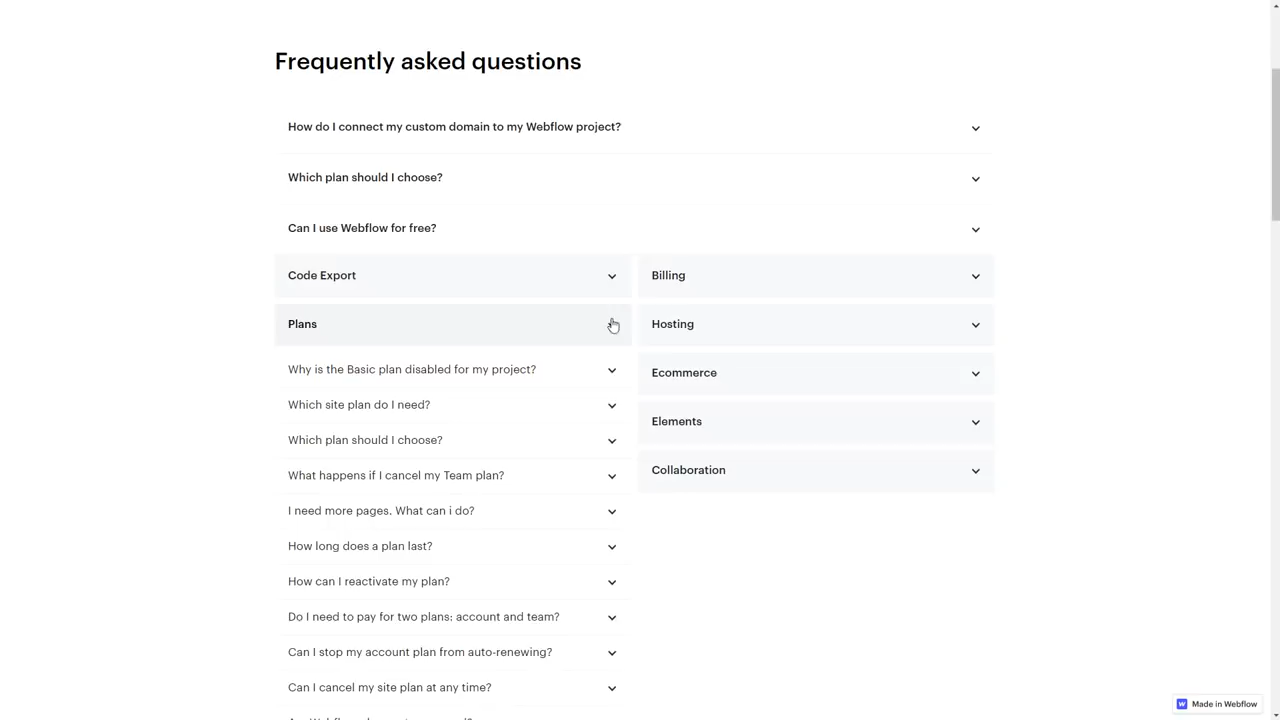 Frequently asked questions
How do I connect my custom domain to my Webflow project?
Which plan should I choose?
Can I use Webflow for free?
Code Export
Billing
Plans
Hosting
Why is the Basic plan disabled for my project?
Ecommerce
Which site plan do I need?
Elements
Which plan should I choose?
Collaboration
What happens if I cancel my Team plan?
I need more pages. What can i do?
How long does a plan last?
How can I reactivate my plan?
Do I need to pay for two plans: account and team?
Can I stop my account plan from auto-renewing?
Can I cancel my site plan at any time?
Made in Webflow